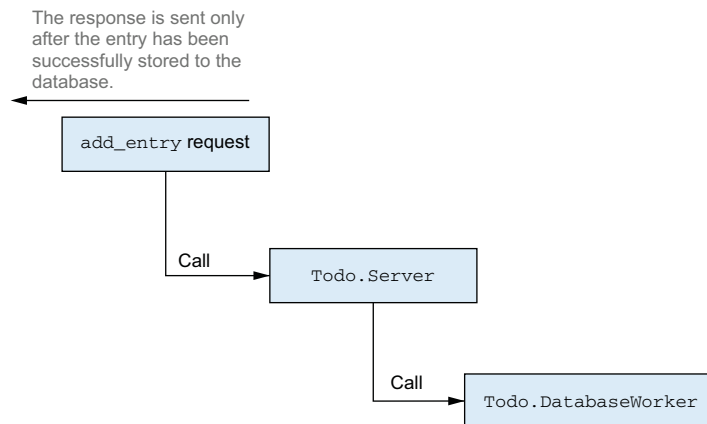 The response is sent only
after the entry has been
successfully stored to the
database.
add_entry request
Call
Todo.Server
Call
Todo.DatabaseWorker